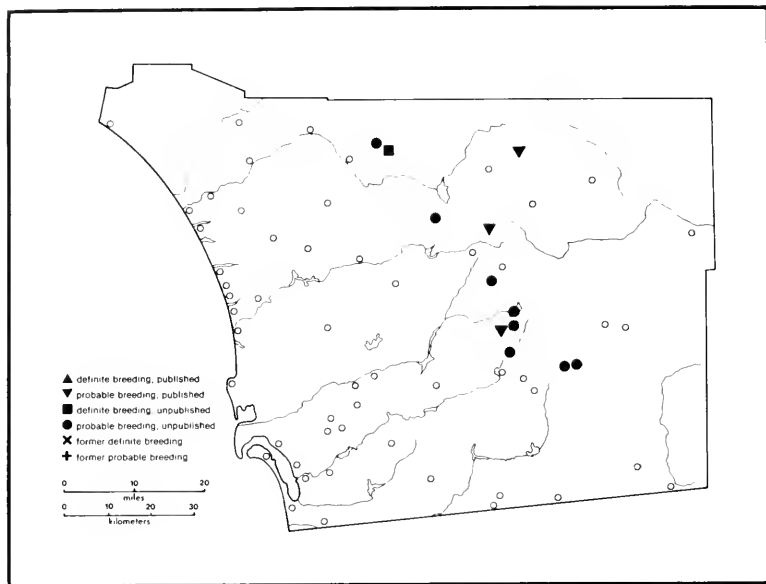 definite breeding, published
probable breeding, published
definite breeding, unpublished
probable breeding, unpublished
former definite breeding
former probable breeding
0 10 20
miles
0 10 20 30
kilometers